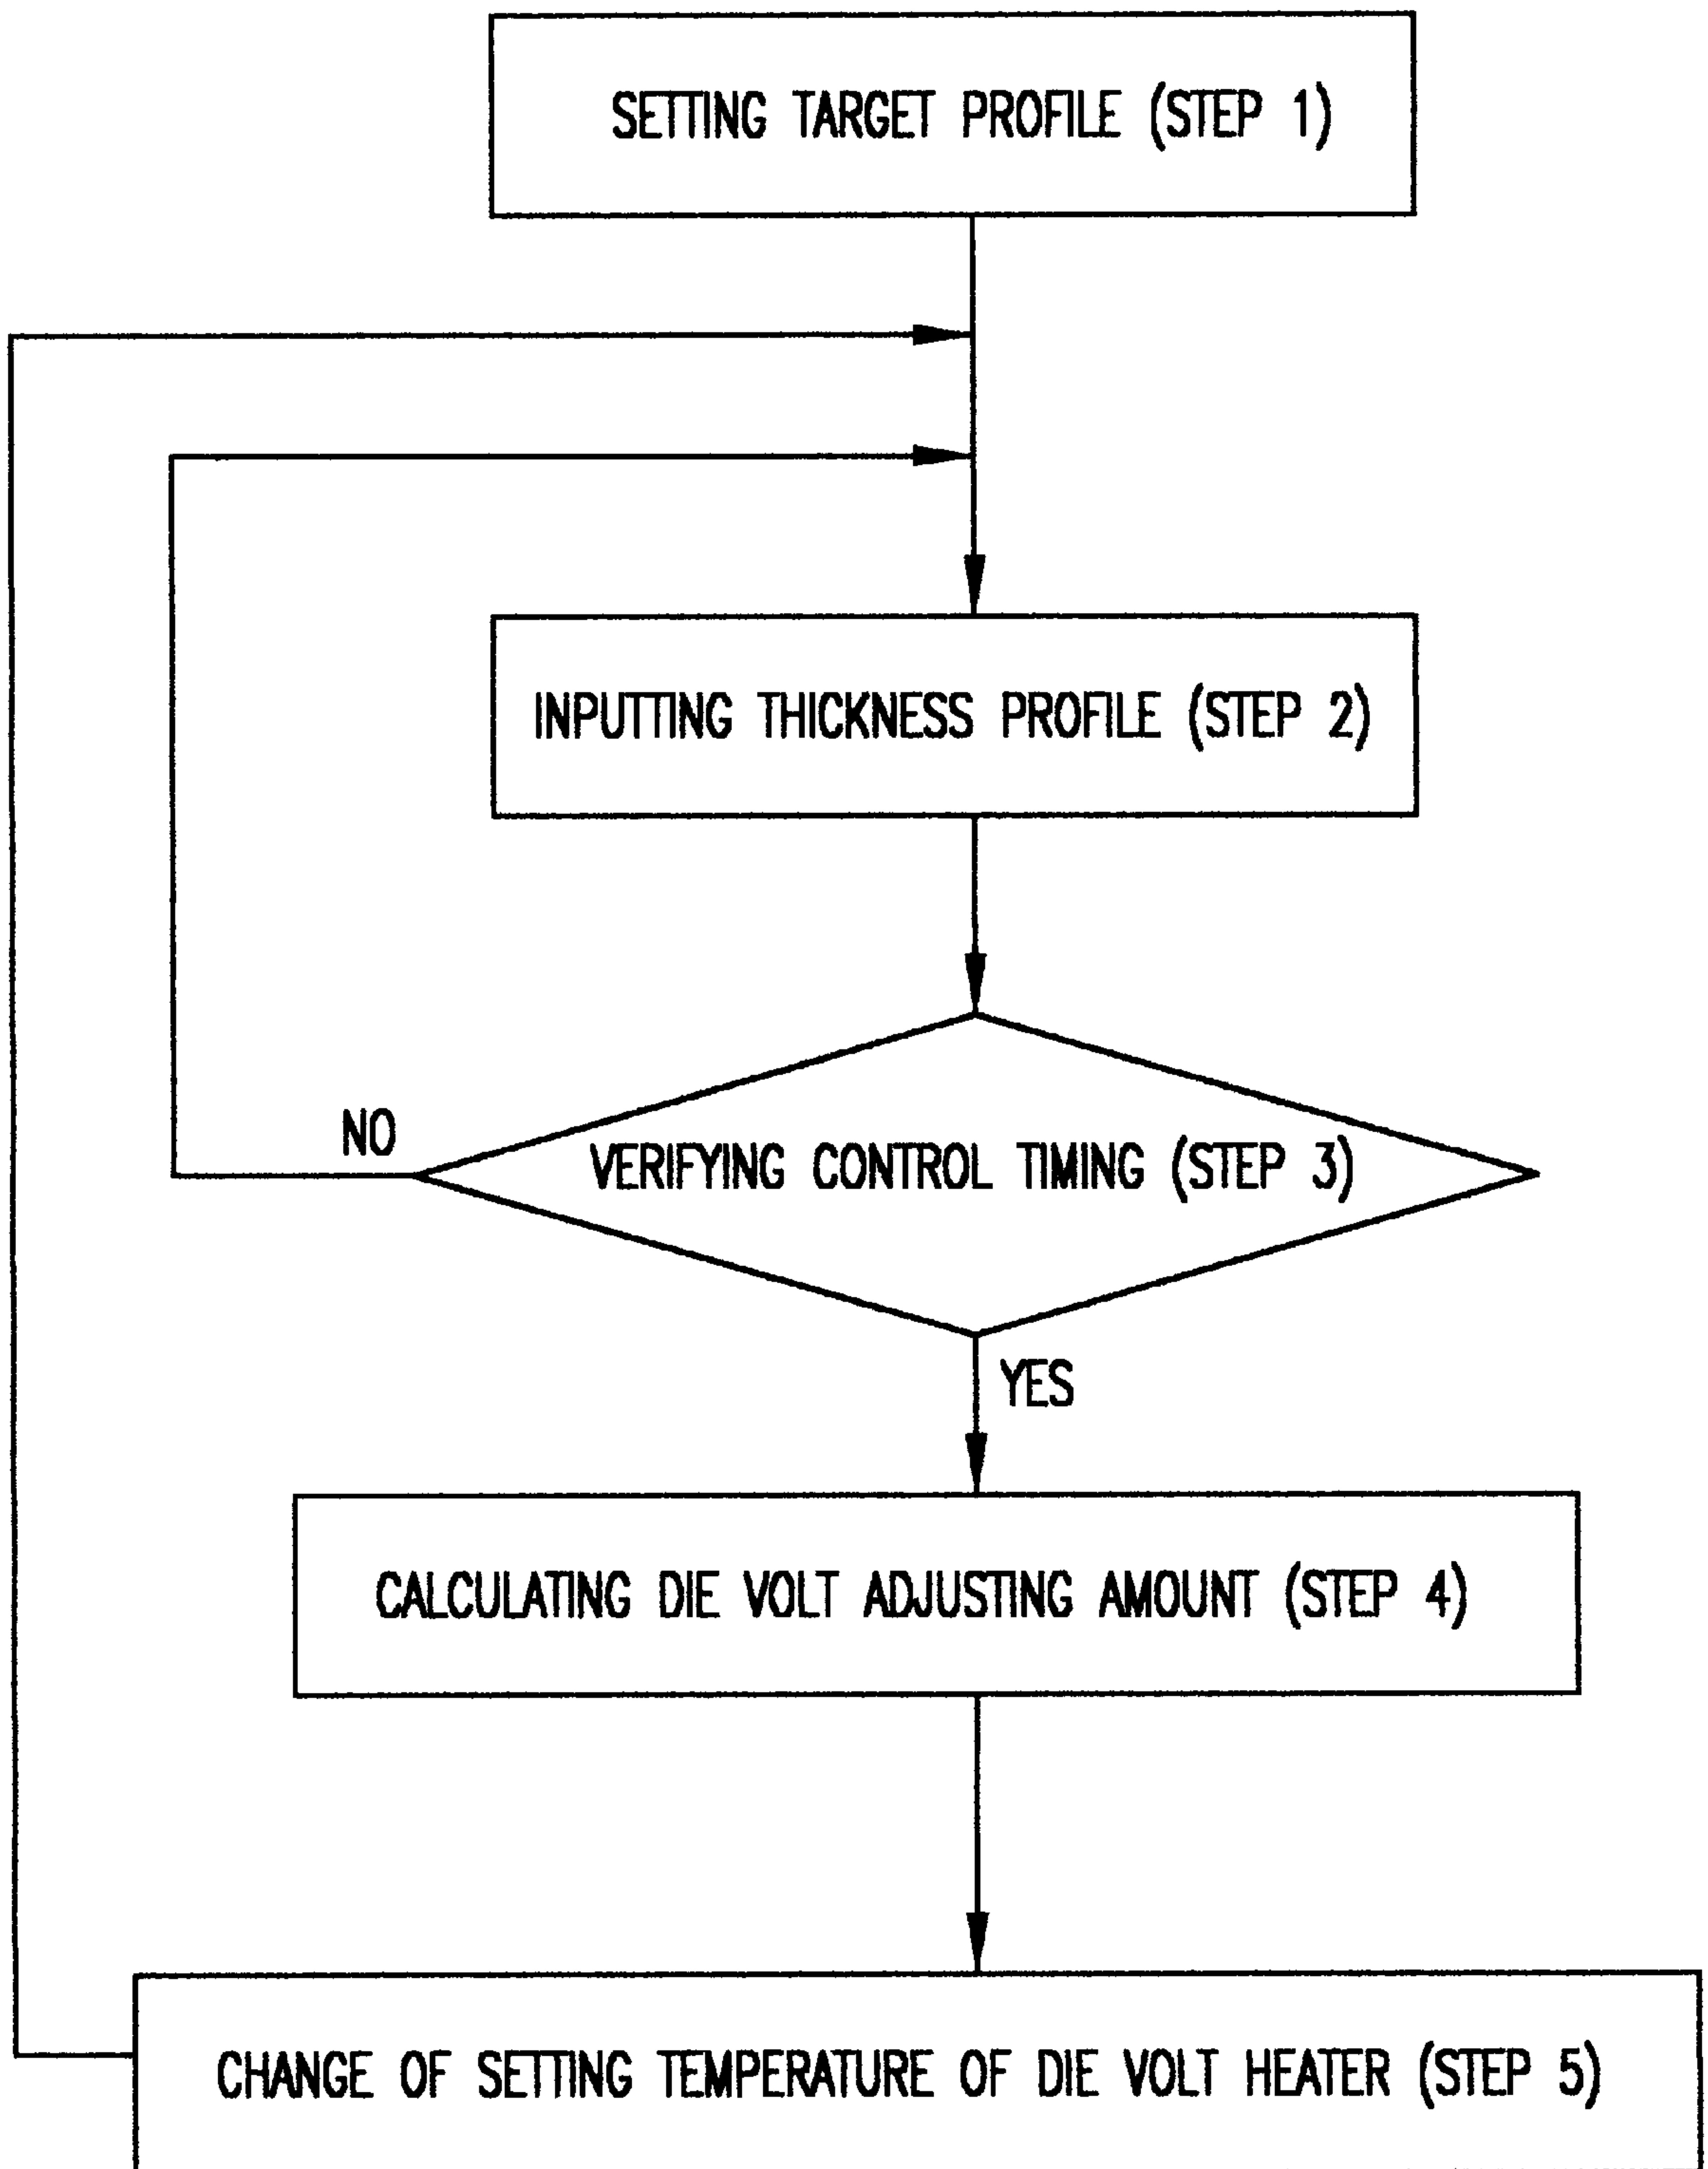 SETTING TARGET PROFILE (STEP 1)
INPUTTING THICKNESS PROFILE (STEP 2)
NO
VERIFYING CONTROL TIMING (STEP 3)
YES
CALCULATING DIE VOLT ADJUSTING AMOUNT (STEP 4)
CHANGE OF SETTING TEMPERATURE OF DIE VOLT HEATER (STEP 5)